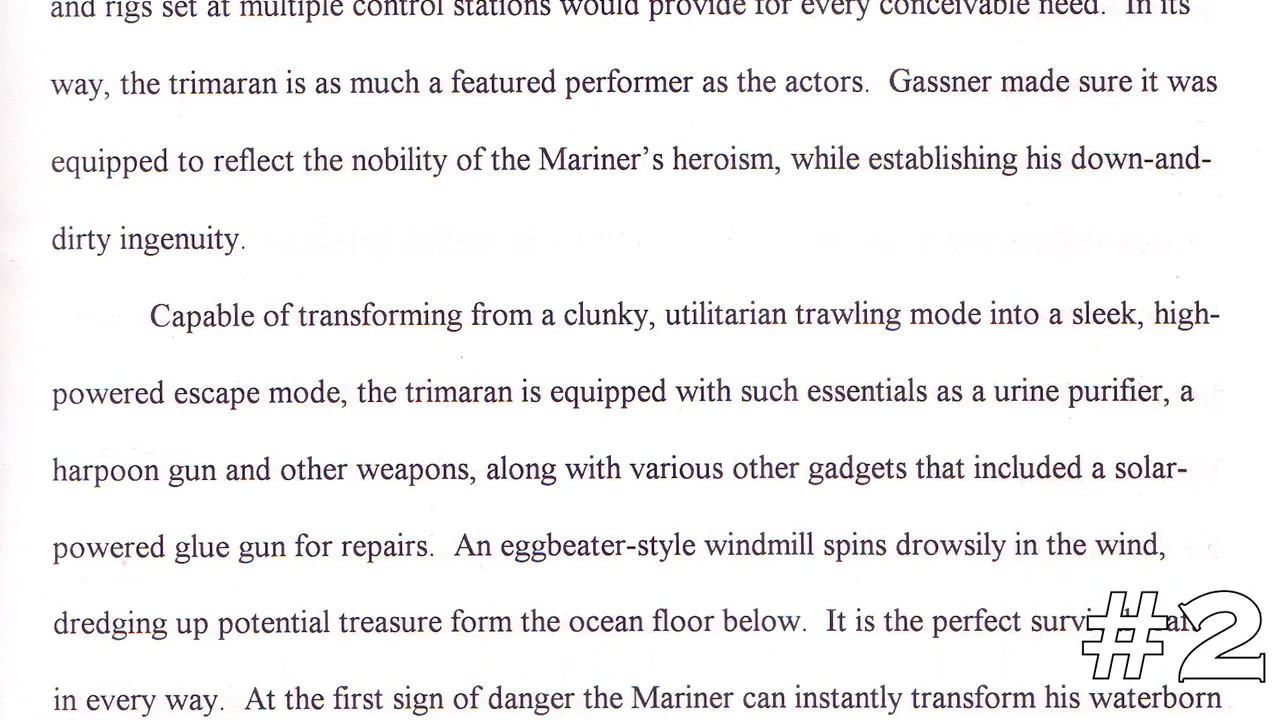 and rigs set at multiple control stations would provide for every conceivable need. In its
way, the trimaran is as much a featured performer as the actors. Gassner made sure it was
equipped to reflect the nobility of the Mariner's heroism, while establishing his down-and-
dirty ingenuity.
Capable of transforming from a clunky, utilitarian trawling mode into a sleek, high-
powered escape mode, the trimaran is equipped with such essentials as a urine purifier, a
harpoon gun and other weapons, along with various other gadgets that included a solar-
powered glue gun for repairs. An eggbeater-style windmill spins drowsily in the wind,
dredging up potential treasure form the ocean floor below. It is the perfect
in every way. At the first sign of danger the Mariner can instantly transform his waterborn
#2